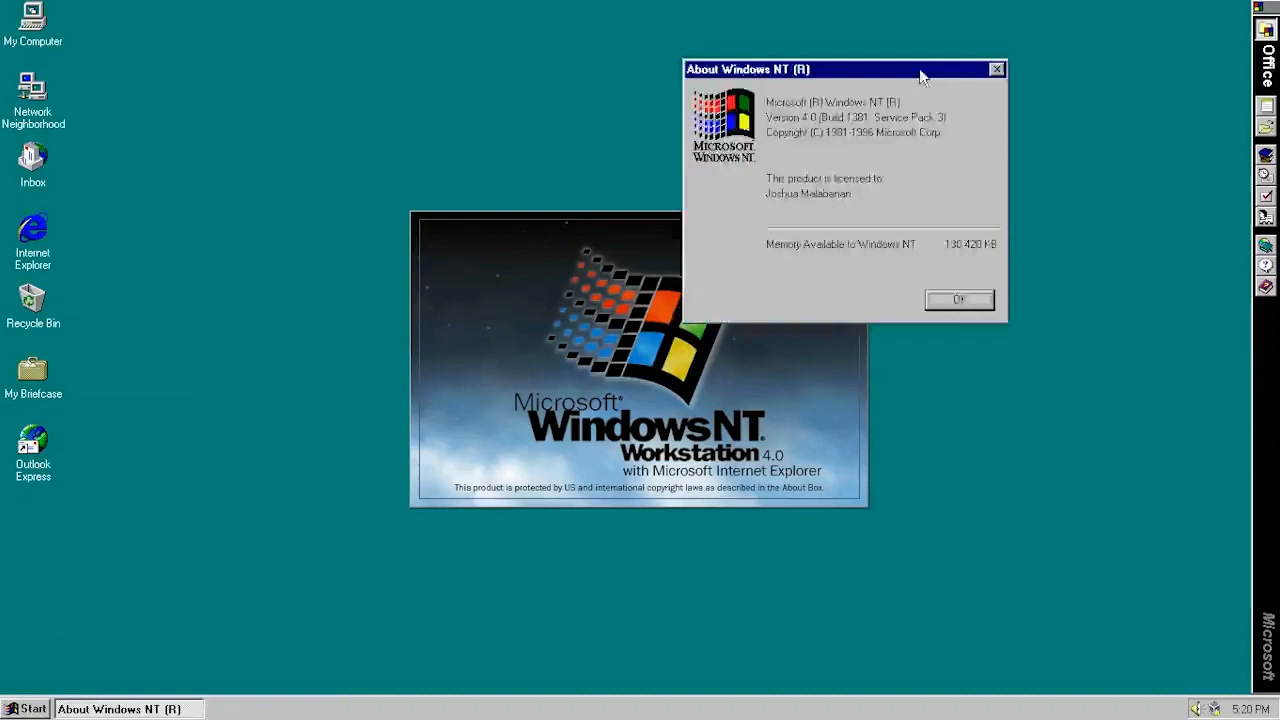 My Computer
Network
Neighborhood
Inbox
Internet
Explorer
Recycle Bin
My Briefcase
Outlook
Express
About Windows NT (R)
MICROSOFT
WINDOWS NT
Microsoft (R) Windows NT (R)
Version 4.0 (Build 1381: Service Pack 3)
Copyright (C) 1981-1996 Microsoft Corp.
This product is licensed to:
Joshua Malabanan
Memory Available to Windows NT 130,420 KB
OK
Microsoft®
Windows NT®
Workstation 4.0
with Microsoft Internet Explorer
This product is protected by US and international copyright laws as described in the About Box.
Office
Microsoft
Start
About Windows NT (R)
5:20 PM